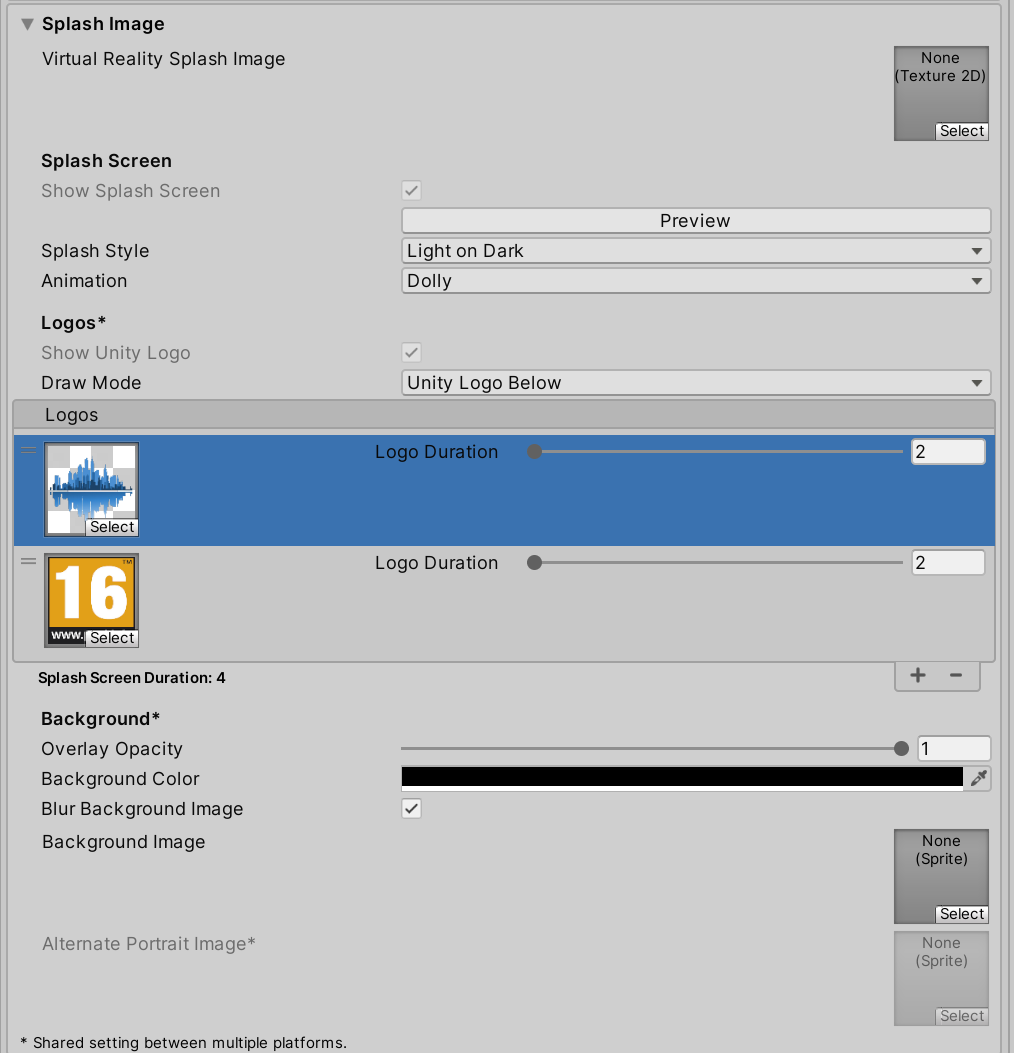 Splash Image
Virtual Reality Splash Image
None
(Texture 2D)
Select
Splash Screen
Show Splash Screen
Preview
Splash Style Light on Dark
Animation Dolly
Logos*
Show Unity Logo
Draw Mode Unity Logo Below
Logos
Logo Duration 2
Select
Logo Duration 2
TM
16
www.
Select
Splash Screen Duration: 4
+ −
Background*
Overlay Opacity 1
Background Color
Blur Background Image
Background Image
None
(Sprite)
Select
Alternate Portrait Image*
None
(Sprite)
Select
* Shared setting between multiple platforms.